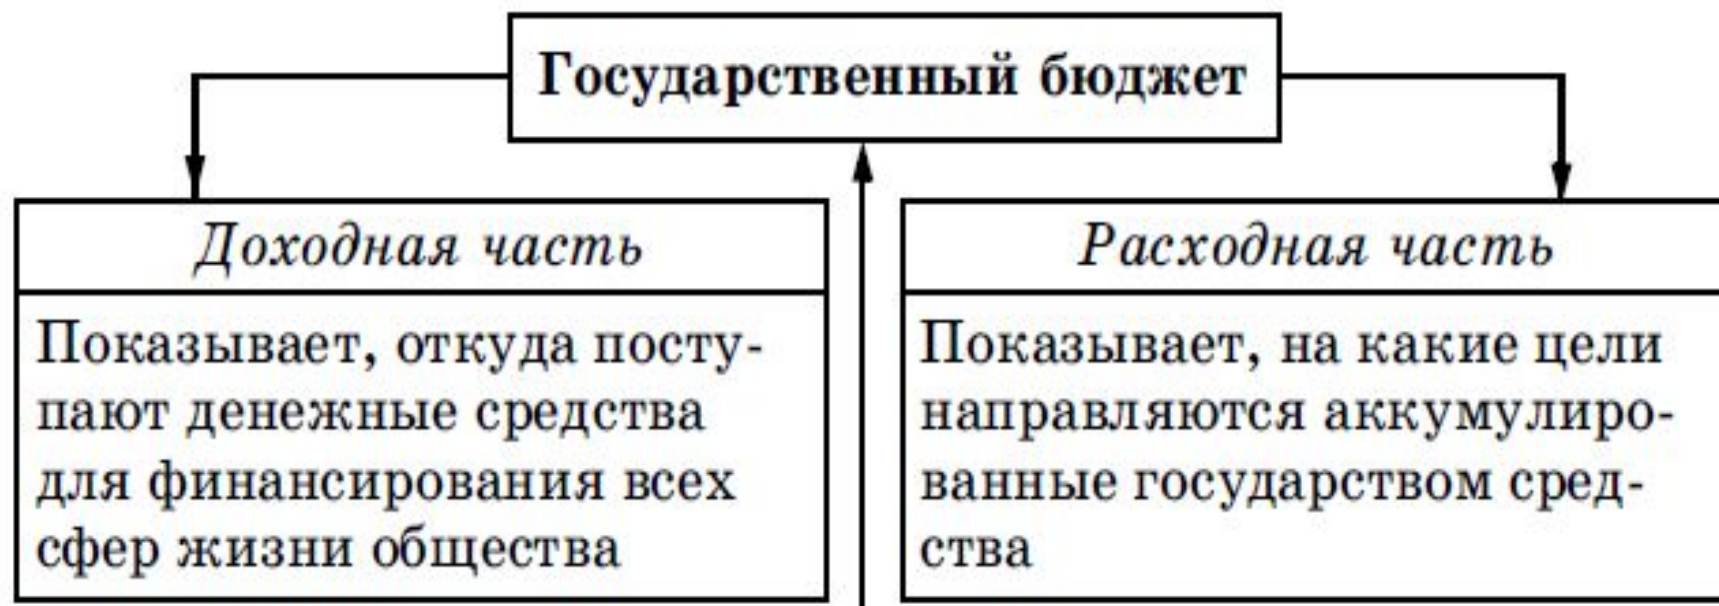 Государственный бюджет
Доходная часть
Показывает, откуда посту-
пают денежные средства
для финансирования всех
сфер жизни общества
Расходная часть
Показывает, на какие цели
направляются аккумулиро-
ванные государством сред-
ства